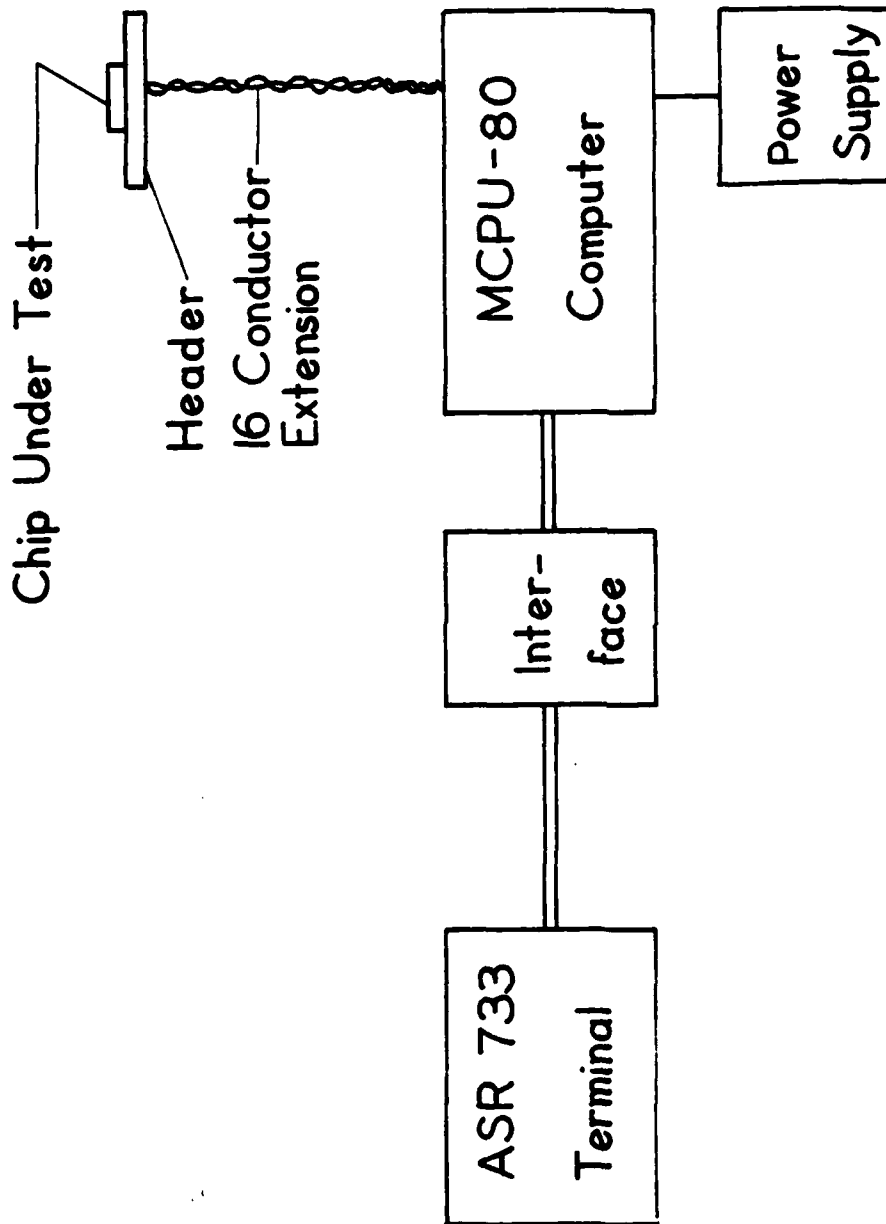 Chip Under Test
Header
16 Conductor
Extension
ASR 733
Terminal
Inter-
face
MCPU-80
Computer
Power
Supply